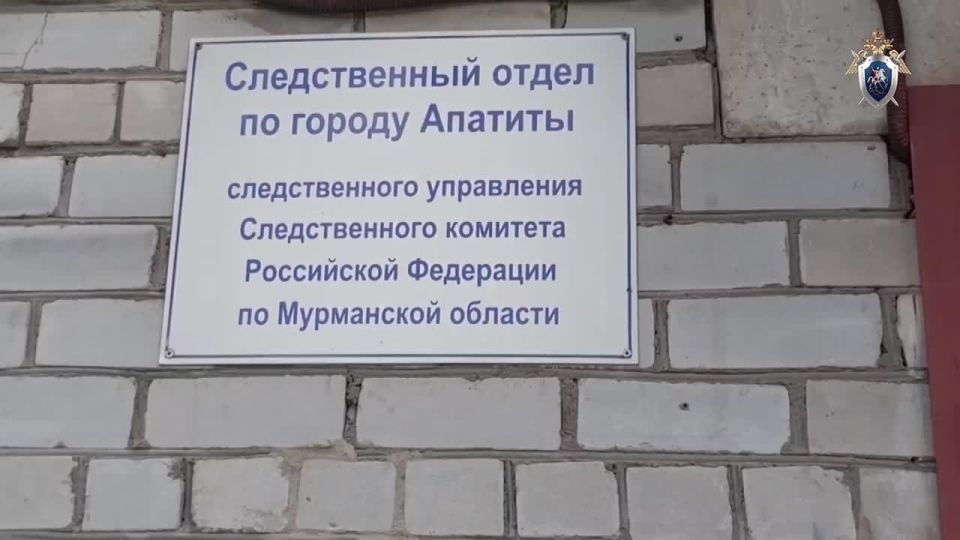 Следственный отдел
по городу Апатиты
следственного управления
Следственного комитета
Российской Федерации
по Мурманской области